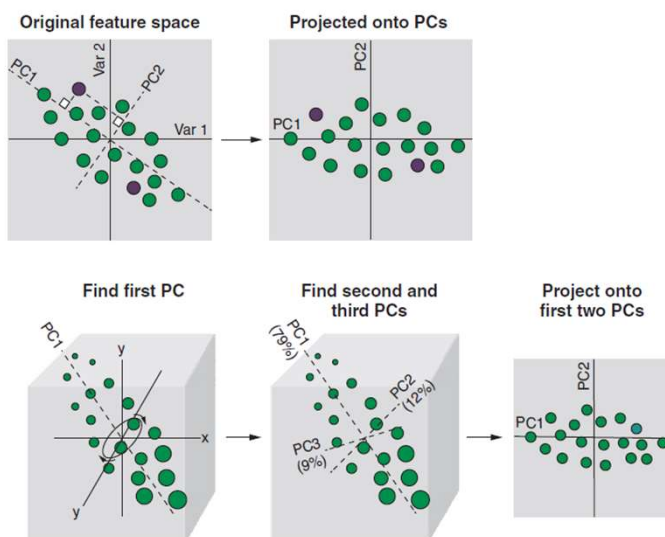 Original feature space
Projected onto PCs
PC1
Var 2
PC2
Var 1
PC2
PC1
Find first PC
Find second and
third PCs
Project onto
first two PCs
PC1
y
x
y
PC1
(79%)
PC2
(12%)
PC3
(9%)
PC2
PC1